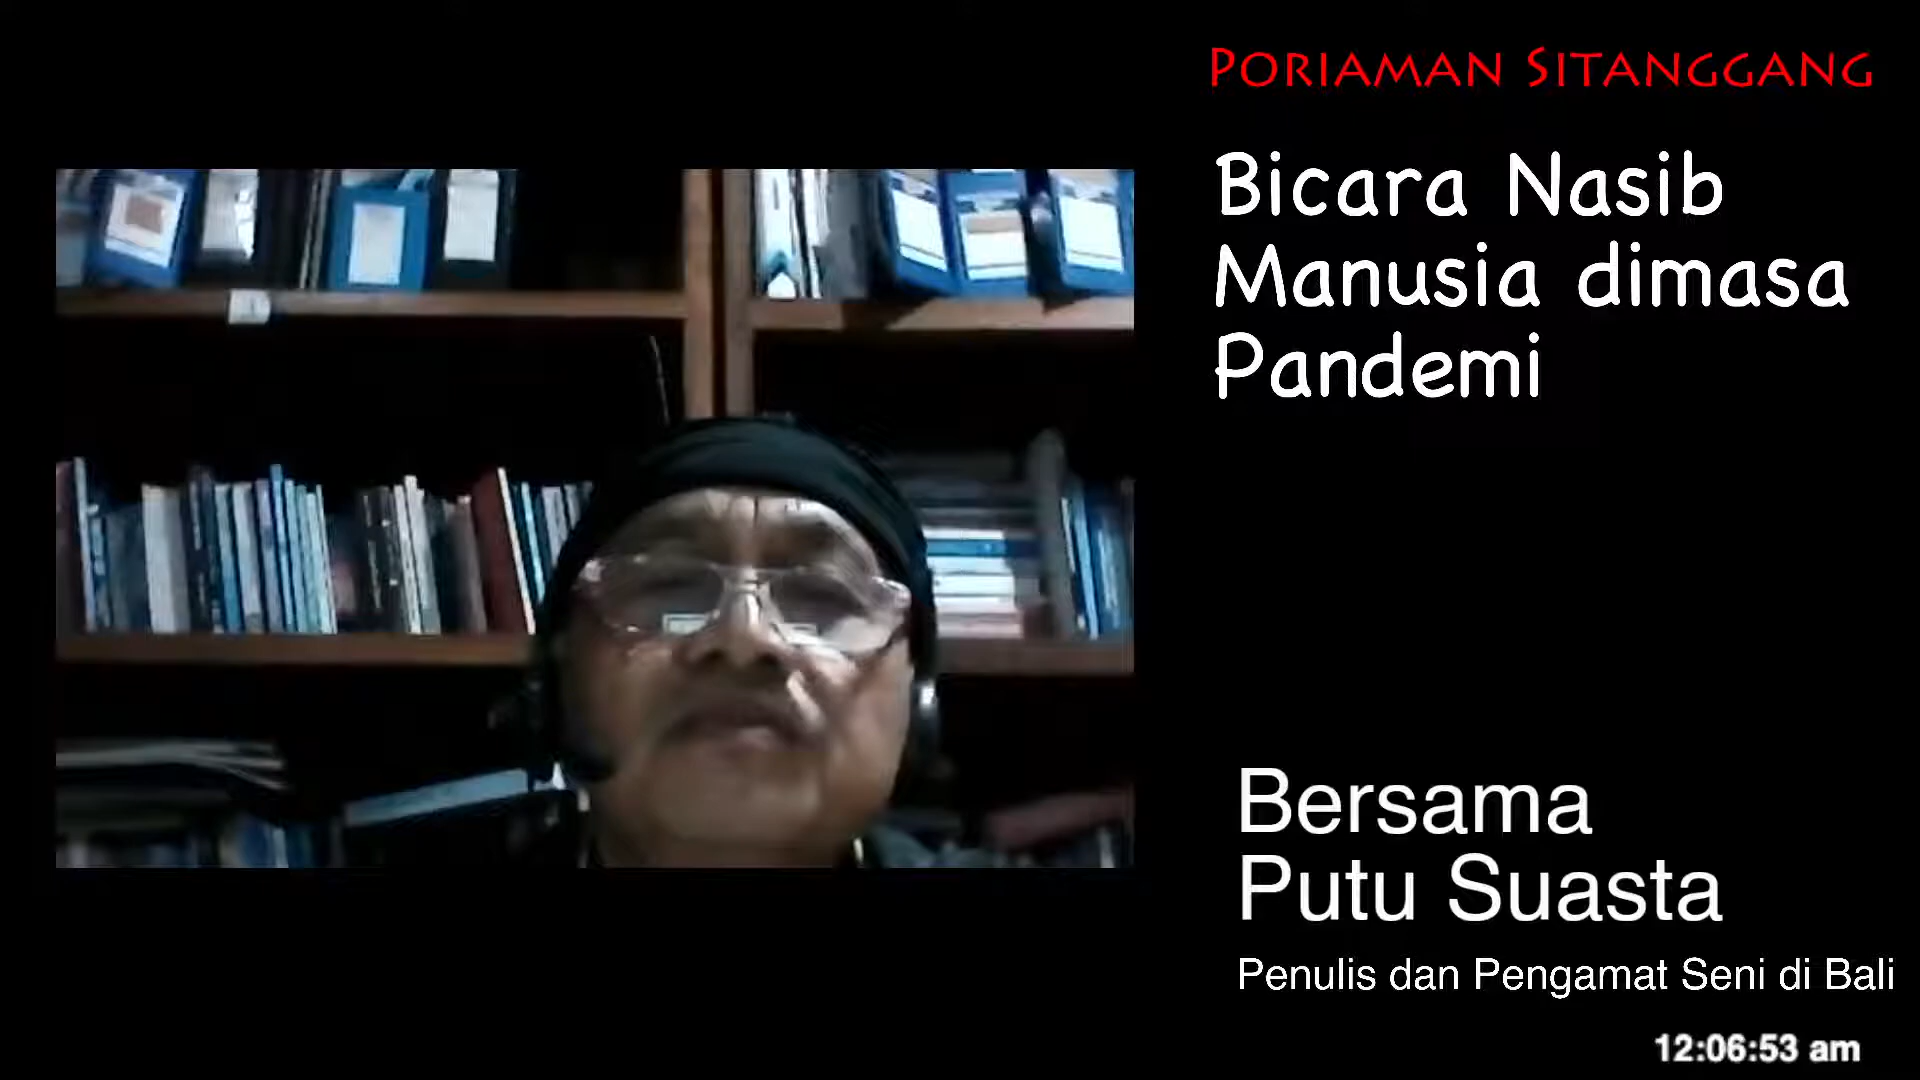 PORIAMAN SITANGGANG
Bicara Nasib
Manusia dimasa
Pandemi
Bersama
Putu Suasta
Penulis dan Pengamat Seni di Bali
12:06:53 am